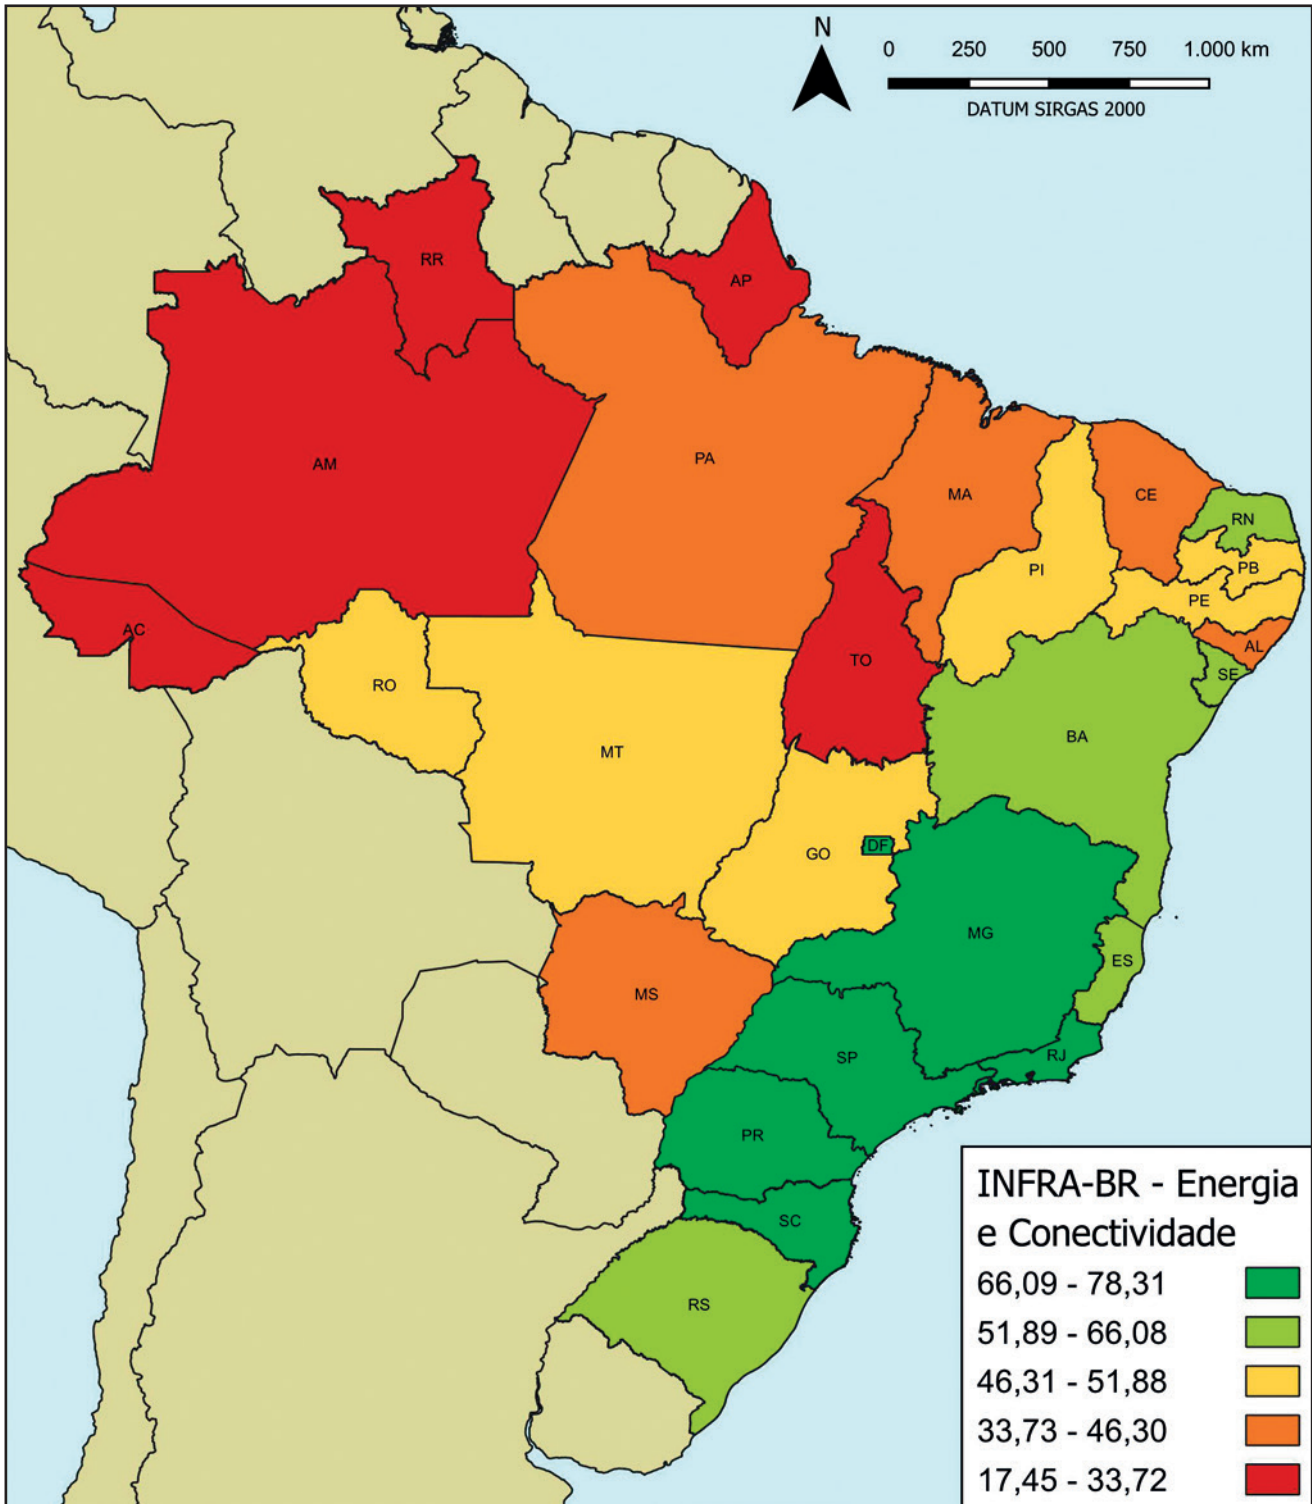 N
0 250 500 750 1.000 km
DATUM SIRGAS 2000
RR
AP
AM
PA
MA
CE
RN
PI
PB
PE
AC
AL
TO
SE
RO
BA
MT
DF
GO
MG
ES
MS
RJ
SP
PR
SC
RS
INFRA-BR - Energia
e Conectividade
66,09 - 78,31
51,89 - 66,08
46,31 - 51,88
33,73 - 46,30
17,45 - 33,72